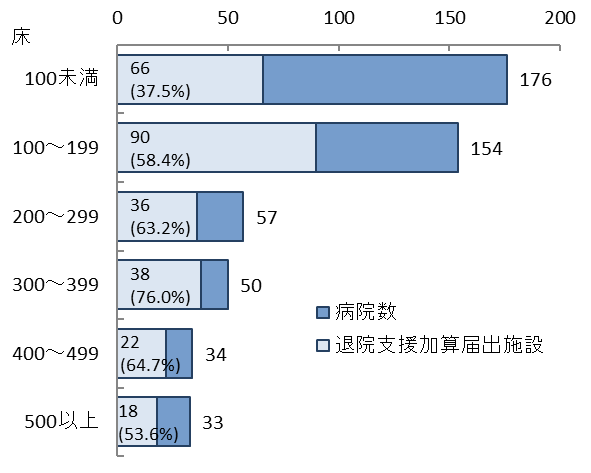 0 50 100 150 200
床
100未満 66 176
(37.5%)
100～199 90 154
(58.4%)
200～299 36 57
(63.2%)
300～399 38 50
(76.0%)
400～499 22 34
(64.7%)
500以上 18 33
(53.6%)
病院数
退院支援加算届出施設